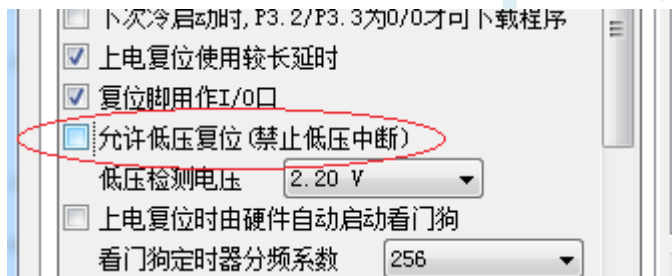 下次冷启动时, P3.2/P3.3为0/0才可下载程序
上电复位使用较长延时
复位脚用作I/O口
允许低压复位(禁止低压中断)
低压检测电压 2.20 V
上电复位时由硬件自动启动看门狗
看门狗定时器分频系数 256